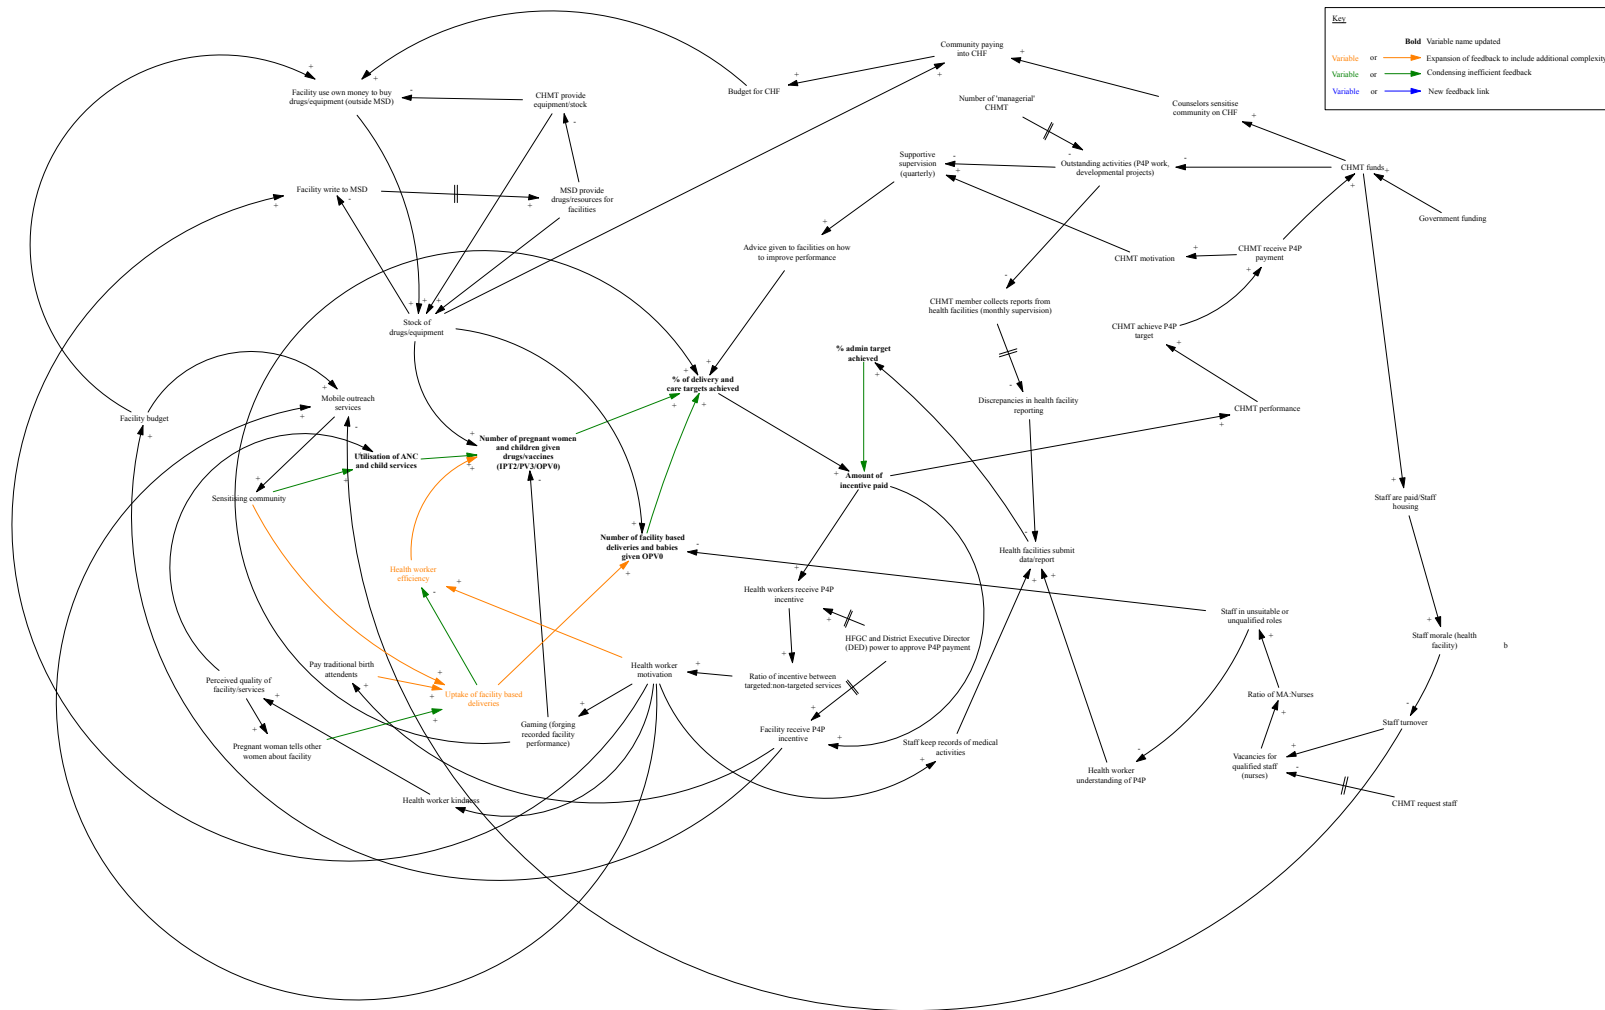 Key
Bold Variable name updated
Variable or Expansion of feedback to include additional complexity
Variable or Condensing inefficient feedback
Variable or New feedback link
Community paying
into CHF
Facility use own money to buy
drugs/equipment (outside MSD)
CHMT provide
equipment/stock
Budget for CHF
Number of 'managerial'
CHMT
Counselors sensitise
community on CHF
Supportive
supervision
(quarterly)
Outstanding activities (P4P work,
developmental projects)
CHMT funds
Facility write to MSD
MSD provide
drugs/resources for
facilities
Government funding
Advice given to facilities on how
to improve performance
CHMT motivation
CHMT receive P4P
payment
CHMT member collects reports from
health facilities (monthly supervision)
Stock of
drugs/equipment
CHMT achieve P4P
target
% admin target
achieved
% of delivery and
care targets achieved
Mobile outreach
services
Facility budget
Discrepancies in health facility
reporting
CHMT performance
Number of pregnant women
and children given
drugs/vaccines
(IPT2/PV3/OPV0)
Utilisation of ANC
and child services
Amount of
incentive paid
Sensitising community
Staff are paid/Staff
housing
Number of facility based
deliveries and babies
given OPV0
Health facilities submit
data/report
Health worker
efficiency
Health workers receive P4P
incentive
Staff in unsuitable or
unqualified roles
HFGC and District Executive Director
(DED) power to approve P4P payment
Staff morale (health
facility)
b
Pay traditional birth
attendents
Health worker
motivation
Perceived quality of
facility/services
Ratio of incentive between
targeted:non-targeted services
Uptake of facility based
deliveries
Ratio of MA:Nurses
Gaming (forging
recorded facility
performance)
Facility receive P4P
incentive
Staff turnover
Pregnant woman tells other
women about facility
Staff keep records of medical
activities
Vacancies for
qualified staff
(nurses)
Health worker
understanding of P4P
Health worker kindness
CHMT request staff